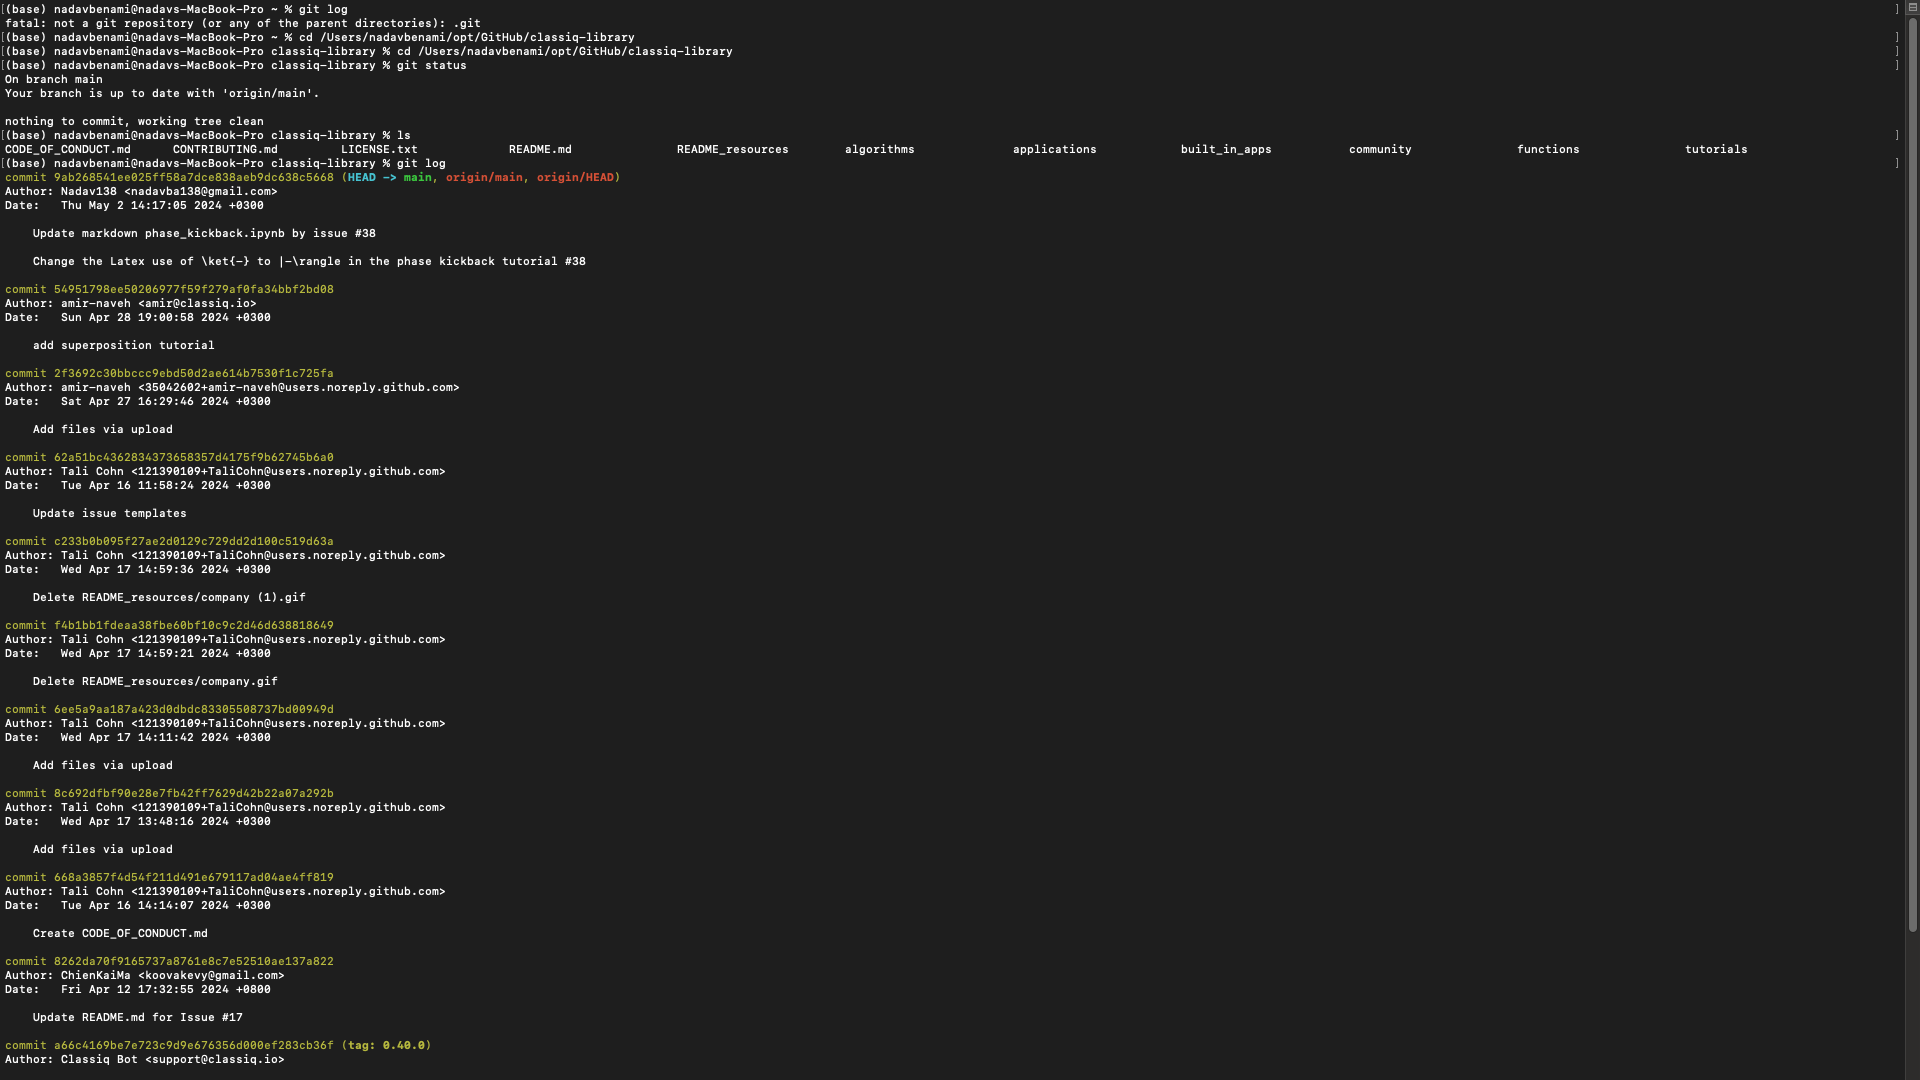 [(base) nadavbenami@nadavs-MacBook-Pro ~ % git log ]
fatal: not a git repository (or any of the parent directories): .git
[(base) nadavbenami@nadavs-MacBook-Pro ~ % cd /Users/nadavbenami/opt/GitHub/classiq-library ]
[(base) nadavbenami@nadavs-MacBook-Pro classiq-library % cd /Users/nadavbenami/opt/GitHub/classiq-library ]
[(base) nadavbenami@nadavs-MacBook-Pro classiq-library % git status ]
On branch main
Your branch is up to date with 'origin/main'.
nothing to commit, working tree clean
[(base) nadavbenami@nadavs-MacBook-Pro classiq-library % ls ]
CODE_OF_CONDUCT.md CONTRIBUTING.md LICENSE.txt README.md README_resources algorithms applications built_in_apps community functions tutorials
[(base) nadavbenami@nadavs-MacBook-Pro classiq-library % git log ]
commit 9ab268541ee025ff58a7dce838aeb9dc638c5668 (HEAD -> main, origin/main, origin/HEAD)
Author: Nadav138 <nadavba138@gmail.com>
Date: Thu May 2 14:17:05 2024 +0300
Update markdown phase_kickback.ipynb by issue #38
Change the Latex use of \ket{-} to |-\rangle in the phase kickback tutorial #38
commit 54951798ee50206977f59f279af0fa34bbf2bd08
Author: amir-naveh <amir@classiq.io>
Date: Sun Apr 28 19:00:58 2024 +0300
add superposition tutorial
commit 2f3692c30bbccc9ebd50d2ae614b7530f1c725fa
Author: amir-naveh <35042602+amir-naveh@users.noreply.github.com>
Date: Sat Apr 27 16:29:46 2024 +0300
Add files via upload
commit 62a51bc4362834373658357d4175f9b62745b6a0
Author: Tali Cohn <121390109+TaliCohn@users.noreply.github.com>
Date: Tue Apr 16 11:58:24 2024 +0300
Update issue templates
commit c233b0b095f27ae2d0129c729dd2d100c519d63a
Author: Tali Cohn <121390109+TaliCohn@users.noreply.github.com>
Date: Wed Apr 17 14:59:36 2024 +0300
Delete README_resources/company (1).gif
commit f4b1bb1fdeaa38fbe60bf10c9c2d46d638818649
Author: Tali Cohn <121390109+TaliCohn@users.noreply.github.com>
Date: Wed Apr 17 14:59:21 2024 +0300
Delete README_resources/company.gif
commit 6ee5a9aa187a423d0dbdc83305508737bd00949d
Author: Tali Cohn <121390109+TaliCohn@users.noreply.github.com>
Date: Wed Apr 17 14:11:42 2024 +0300
Add files via upload
commit 8c692dfbf90e28e7fb42ff7629d42b22a07a292b
Author: Tali Cohn <121390109+TaliCohn@users.noreply.github.com>
Date: Wed Apr 17 13:48:16 2024 +0300
Add files via upload
commit 668a3857f4d54f211d491e679117ad04ae4ff819
Author: Tali Cohn <121390109+TaliCohn@users.noreply.github.com>
Date: Tue Apr 16 14:14:07 2024 +0300
Create CODE_OF_CONDUCT.md
commit 8262da70f9165737a8761e8c7e52510ae137a822
Author: ChienKaiMa <koovakevy@gmail.com>
Date: Fri Apr 12 17:32:55 2024 +0800
Update README.md for Issue #17
commit a66c4169be7e723c9d9e676356d000ef283cb36f (tag: 0.40.0)
Author: Classiq Bot <support@classiq.io>